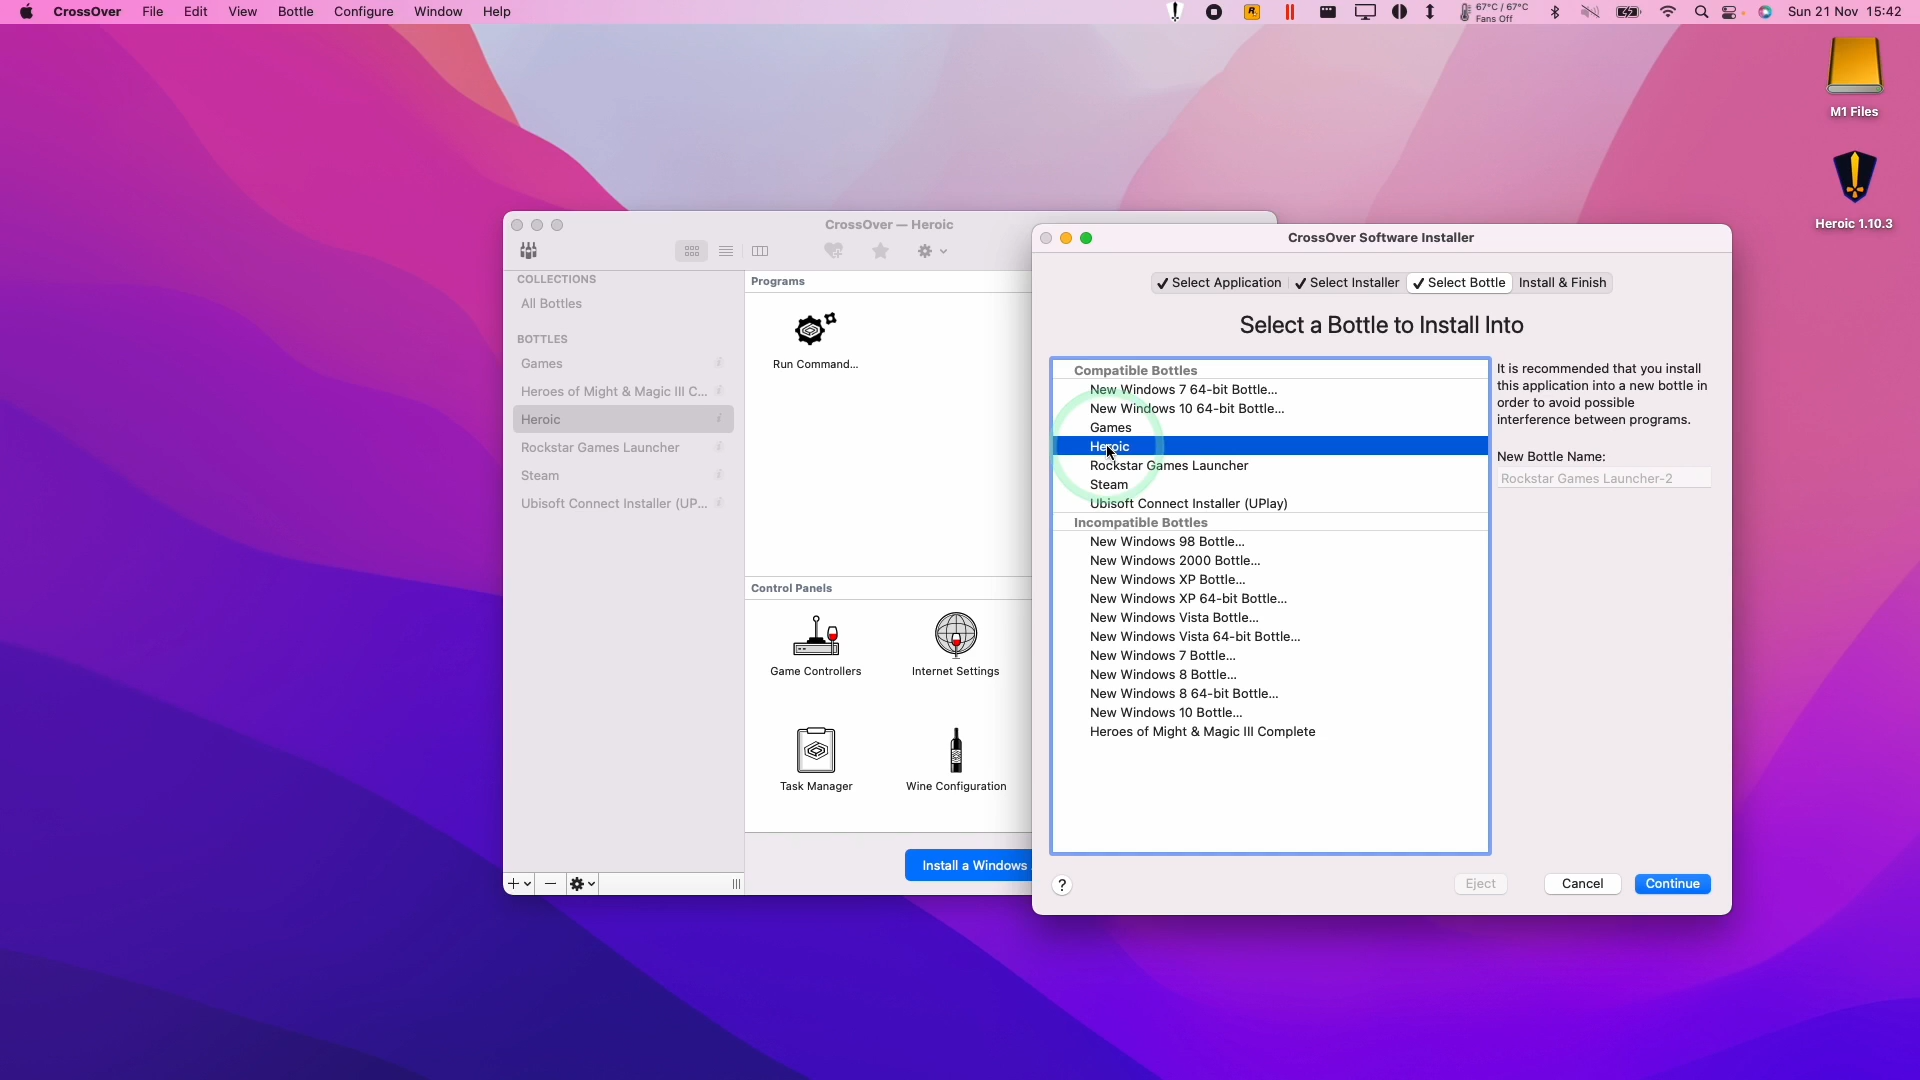 CrossOver File Edit View Bottle Configure Window Help
67°C / 67°C
Fans Off
Sun 21 Nov 15:42
M1 Files
Heroic 1.10.3
CrossOver — Heroic
COLLECTIONS
All Bottles
BOTTLES
Games
Heroes of Might & Magic III C...
Heroic
Rockstar Games Launcher
Steam
Ubisoft Connect Installer (UP...
Programs
Run Command...
Control Panels
Game Controllers
Internet Settings
Task Manager
Wine Configuration
Install a Windows
CrossOver Software Installer
✓ Select Application ✓ Select Installer ✓ Select Bottle Install & Finish
Select a Bottle to Install Into
Compatible Bottles
New Windows 7 64-bit Bottle...
New Windows 10 64-bit Bottle...
Games
Heroic
Rockstar Games Launcher
Steam
Ubisoft Connect Installer (UPlay)
Incompatible Bottles
New Windows 98 Bottle...
New Windows 2000 Bottle...
New Windows XP Bottle...
New Windows XP 64-bit Bottle...
New Windows Vista Bottle...
New Windows Vista 64-bit Bottle...
New Windows 7 Bottle...
New Windows 8 Bottle...
New Windows 8 64-bit Bottle...
New Windows 10 Bottle...
Heroes of Might & Magic III Complete
It is recommended that you install
this application into a new bottle in
order to avoid possible
interference between programs.
New Bottle Name:
Rockstar Games Launcher-2
?
Eject
Cancel
Continue